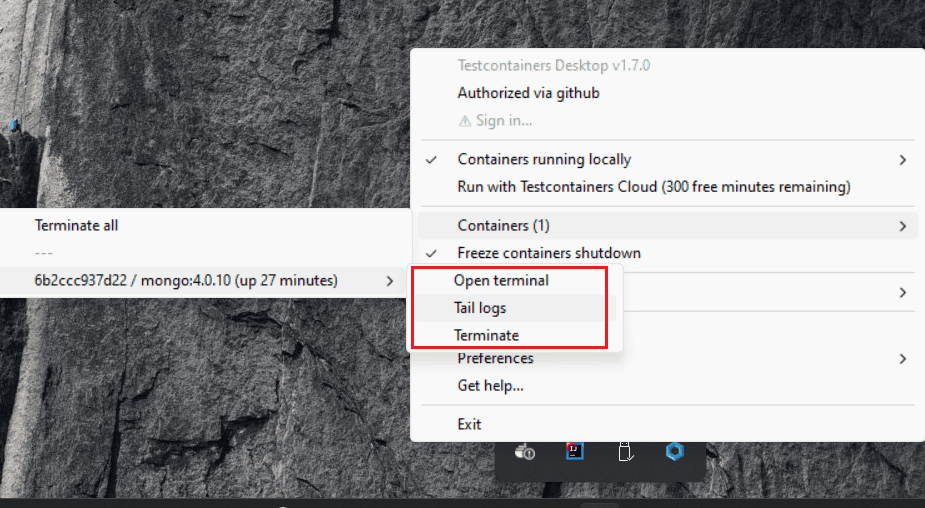 Testcontainers Desktop v1.7.0
Authorized via github
Sign in...
Containers running locally
Run with Testcontainers Cloud (300 free minutes remaining)
Containers (1)
Freeze containers shutdown
Preferences
Get help...
Exit
Terminate all
---
6b2ccc937d22 / mongo:4.0.10 (up 27 minutes)
Open terminal
Tail logs
Terminate